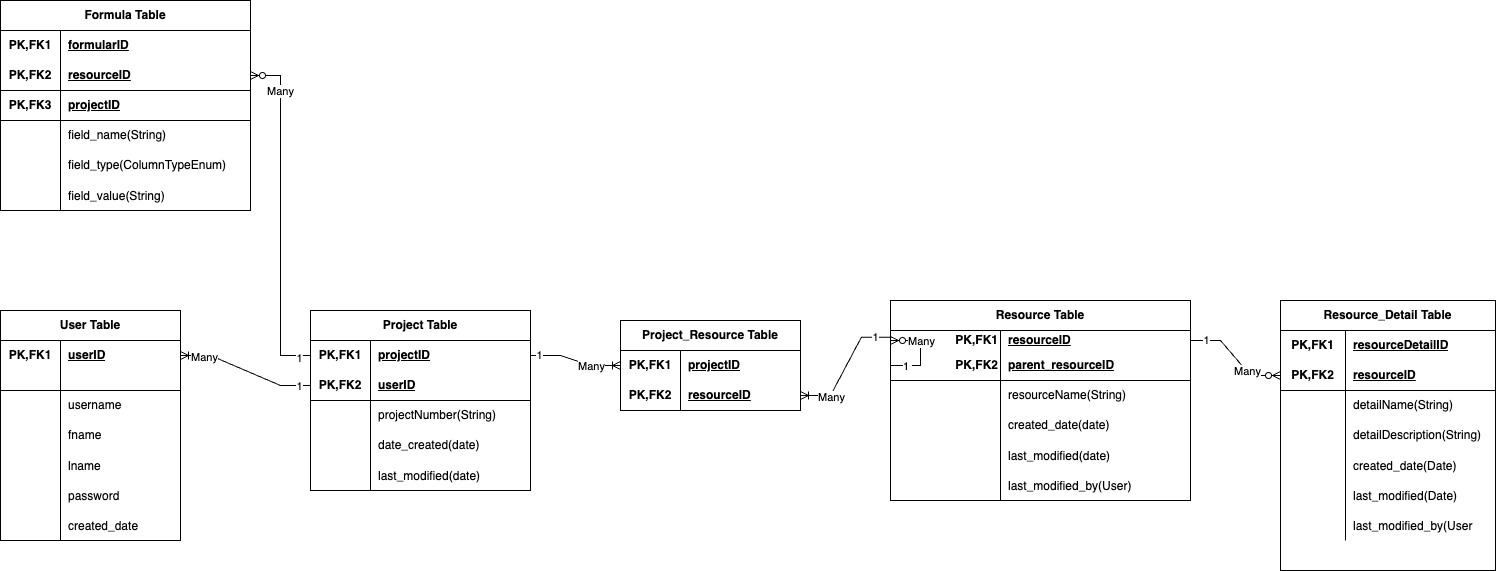 Formula Table
PK,FK1 formularID
PK,FK2 resourceID
PK,FK3 projectID
field_name(String)
field_type(ColumnTypeEnum)
field_value(String)
Many
User Table
PK,FK1 userID
username
fname
lname
password
created_date
Many
1
1
Project Table
PK,FK1 projectID
PK,FK2 userID
projectNumber(String)
date_created(date)
last_modified(date)
1
Many
Project_Resource Table
PK,FK1 projectID
PK,FK2 resourceID
Many
1
Resource Table
PK,FK1 resourceID
PK,FK2 parent_resourceID
resourceName(String)
created_date(date)
last_modified(date)
last_modified_by(User)
Many
1
1
Many
Resource_Detail Table
PK,FK1 resourceDetailID
PK,FK2 resourceID
detailName(String)
detailDescription(String)
created_date(Date)
last_modified(Date)
last_modified_by(User